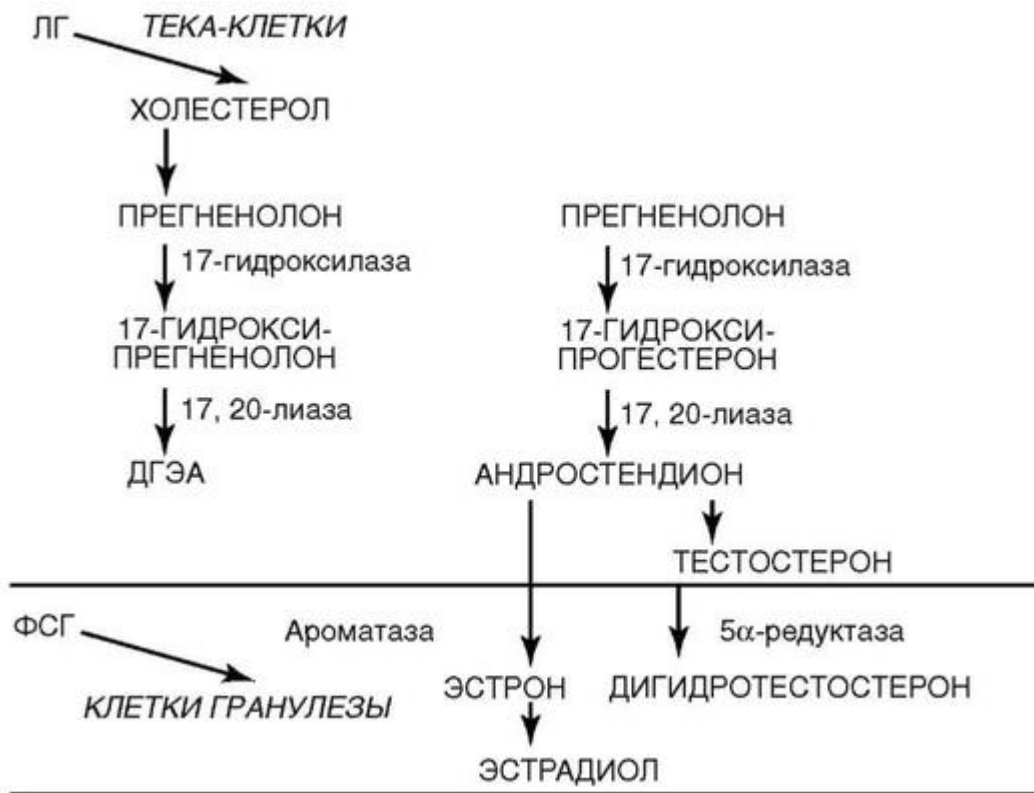 ЛГ ТЕКА-КЛЕТКИ
ХОЛЕСТЕРОЛ
ПРЕГНЕНОЛОН ПРЕГНЕНОЛОН
17-гидроксилаза 17-гидроксилаза
17-ГИДРОКСИ- 17-ГИДРОКСИ-
ПРЕГНЕНОЛОН ПРОГЕСТЕРОН
17, 20-лиаза 17, 20-лиаза
ДГЭА АНДРОСТЕНДИОН
ТЕСТОСТЕРОН
ФСГ Ароматаза 5α-редуктаза
КЛЕТКИ ГРАНУЛЕЗЫ ЭСТРОН ДИГИДРОТЕСТОСТЕРОН
ЭСТРАДИОЛ